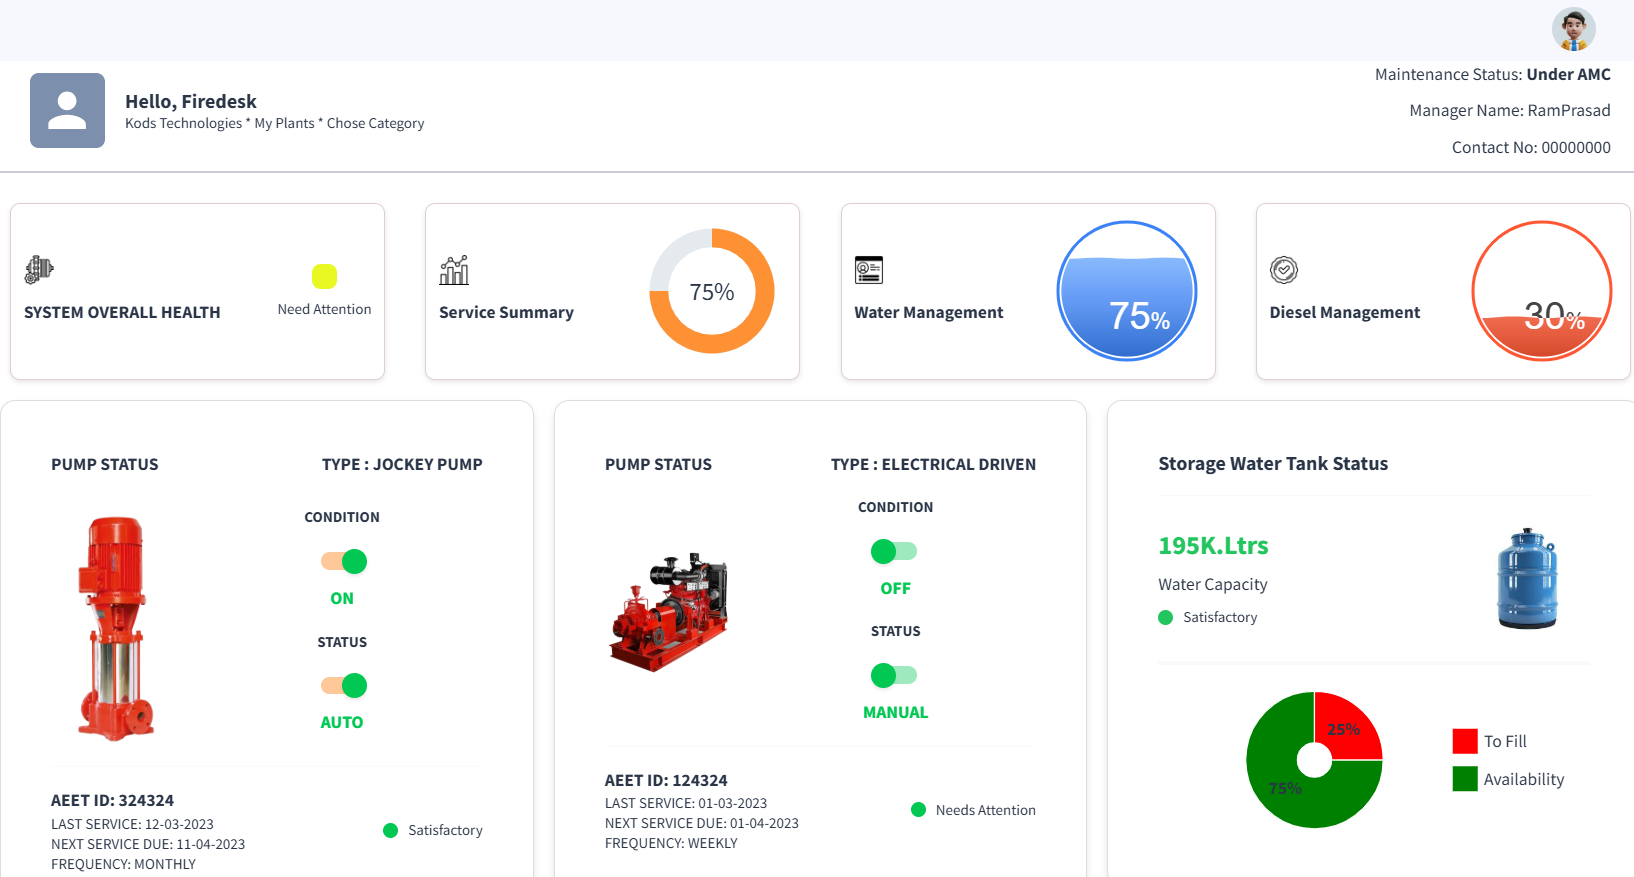 Maintenance Status: Under AMC
Hello, Firedesk
Kods Technologies * My Plants * Chose Category
Manager Name: RamPrasad
Contact No: 00000000
SYSTEM OVERALL HEALTH
Need Attention
Service Summary
75%
Water Management
75%
Diesel Management
30%
PUMP STATUS
TYPE : JOCKEY PUMP
CONDITION
ON
STATUS
AUTO
AEET ID: 324324
LAST SERVICE: 12-03-2023
NEXT SERVICE DUE: 11-04-2023
FREQUENCY: MONTHLY
Satisfactory
PUMP STATUS
TYPE : ELECTRICAL DRIVEN
CONDITION
OFF
STATUS
MANUAL
AEET ID: 124324
LAST SERVICE: 01-03-2023
NEXT SERVICE DUE: 01-04-2023
FREQUENCY: WEEKLY
Needs Attention
Storage Water Tank Status
195K.Ltrs
Water Capacity
Satisfactory
25%
75%
To Fill
Availability